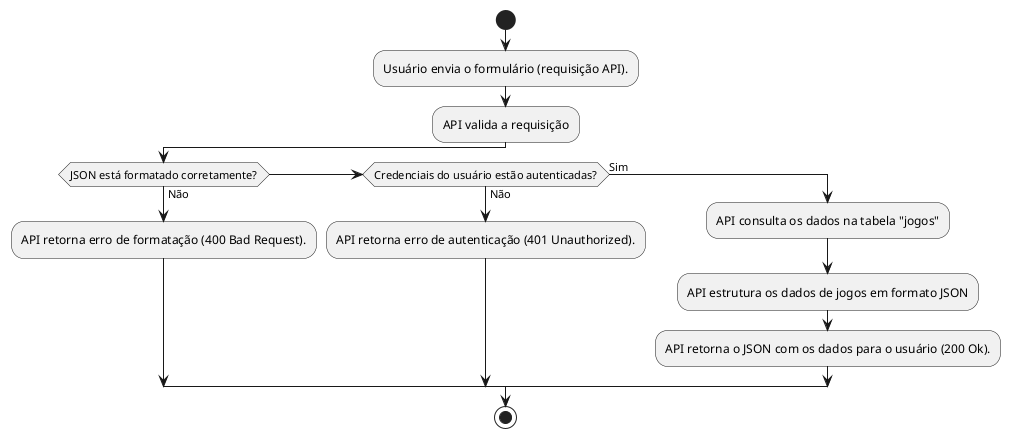 Usuário envia o formulário (requisição API).
API valida a requisição
JSON está formatado corretamente?
Credenciais do usuário estão autenticadas?
Sim
Não
Não
API consulta os dados na tabela "jogos"
API retorna erro de formatação (400 Bad Request).
API retorna erro de autenticação (401 Unauthorized).
API estrutura os dados de jogos em formato JSON
API retorna o JSON com os dados para o usuário (200 Ok).